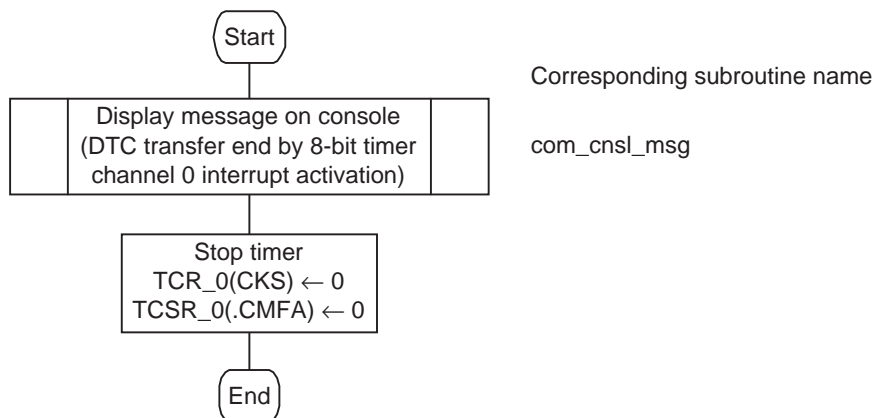 Start
Corresponding subroutine name
Display message on console
(DTC transfer end by 8-bit timer
channel 0 interrupt activation)
com_cnsl_msg
Stop timer
TCR_0(CKS) ← 0
TCSR_0(.CMFA) ← 0
End